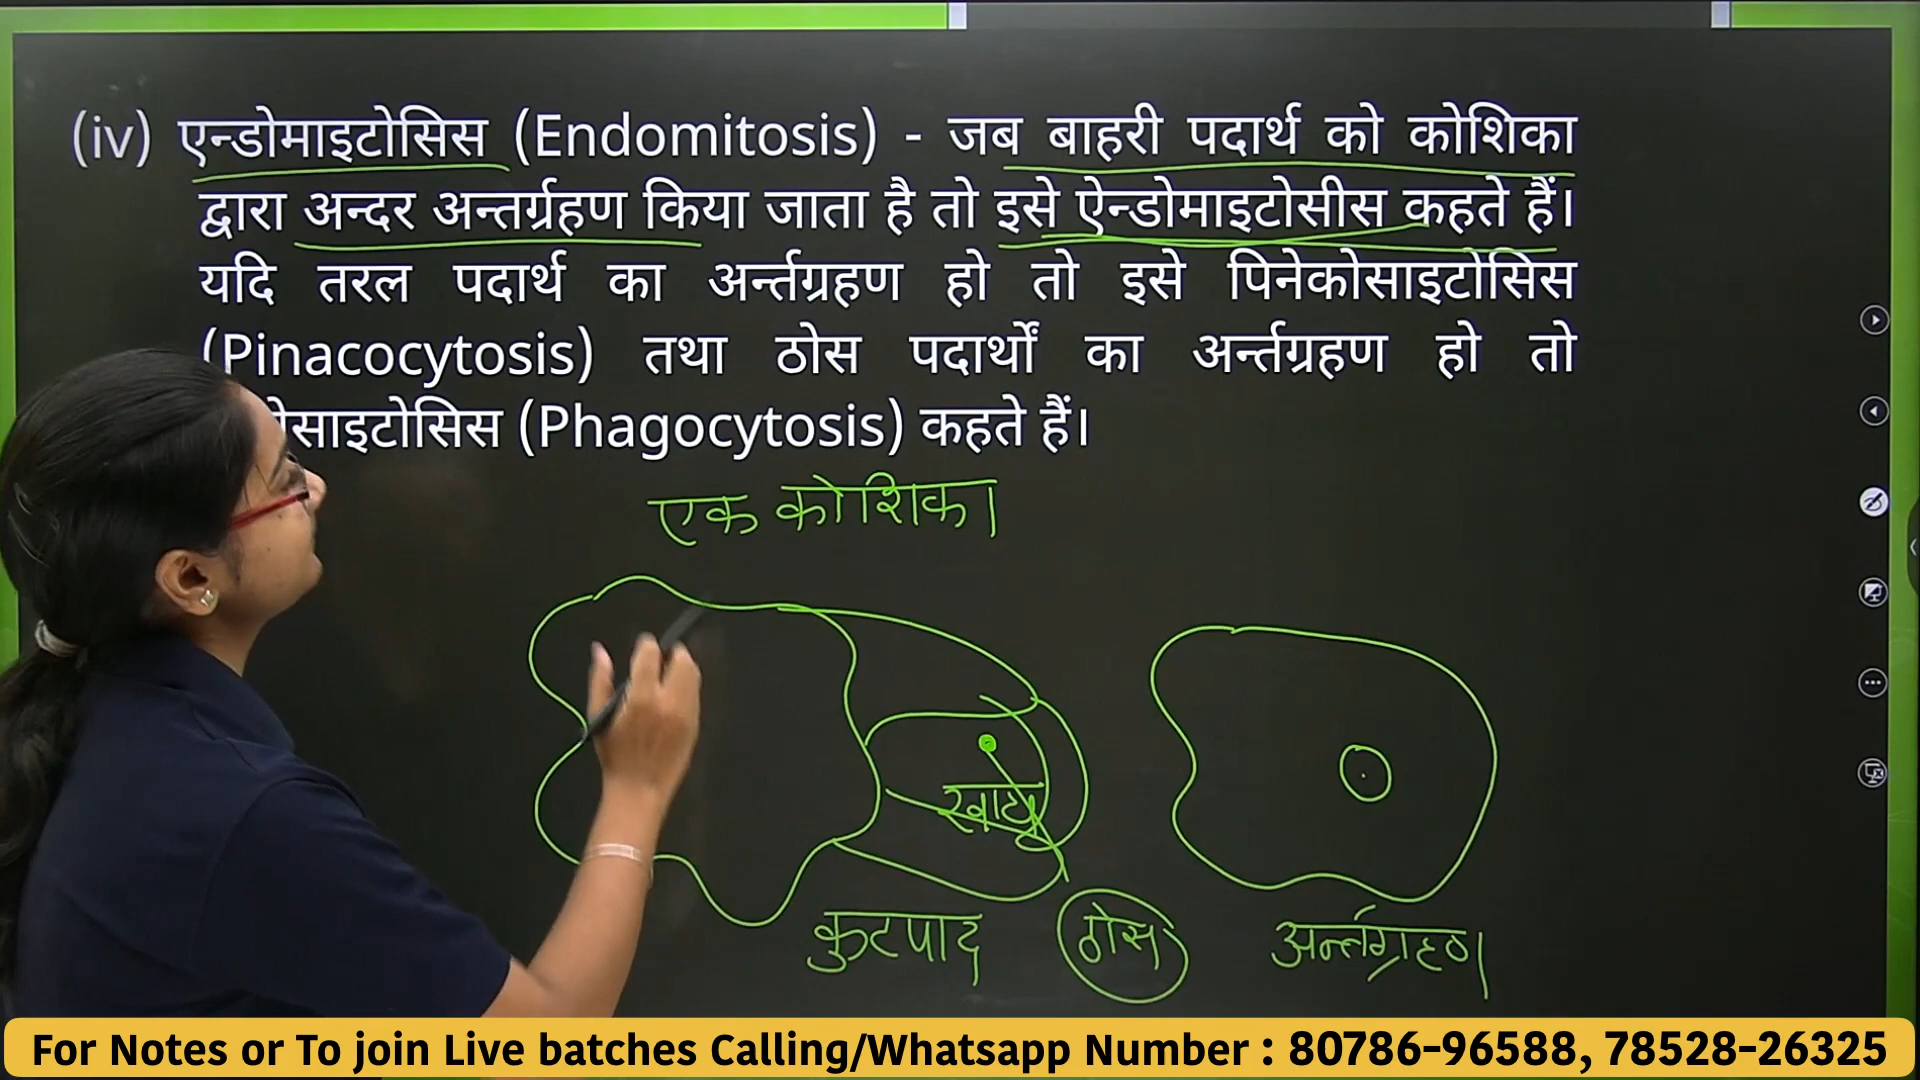 (iv) एन्डोमाइटोसिस (Endomitosis) - जब बाहरी पदार्थ को कोशिका
द्वारा अन्दर अन्तर्ग्रहण किया जाता है तो इसे ऐन्डोमाइटोसीस कहते हैं।
यदि तरल पदार्थ का अर्न्तग्रहण हो तो इसे पिनेकोसाइटोसिस
(Pinacocytosis) तथा ठोस पदार्थों का अर्न्तग्रहण हो तो
(Phagocytosis) कहते हैं।
एक कोशिका
खाद्य
कुटपाद ठोस अर्न्तग्रहण
For Notes or To join Live batches Calling/Whatsapp Number : 80786-96588, 78528-26325